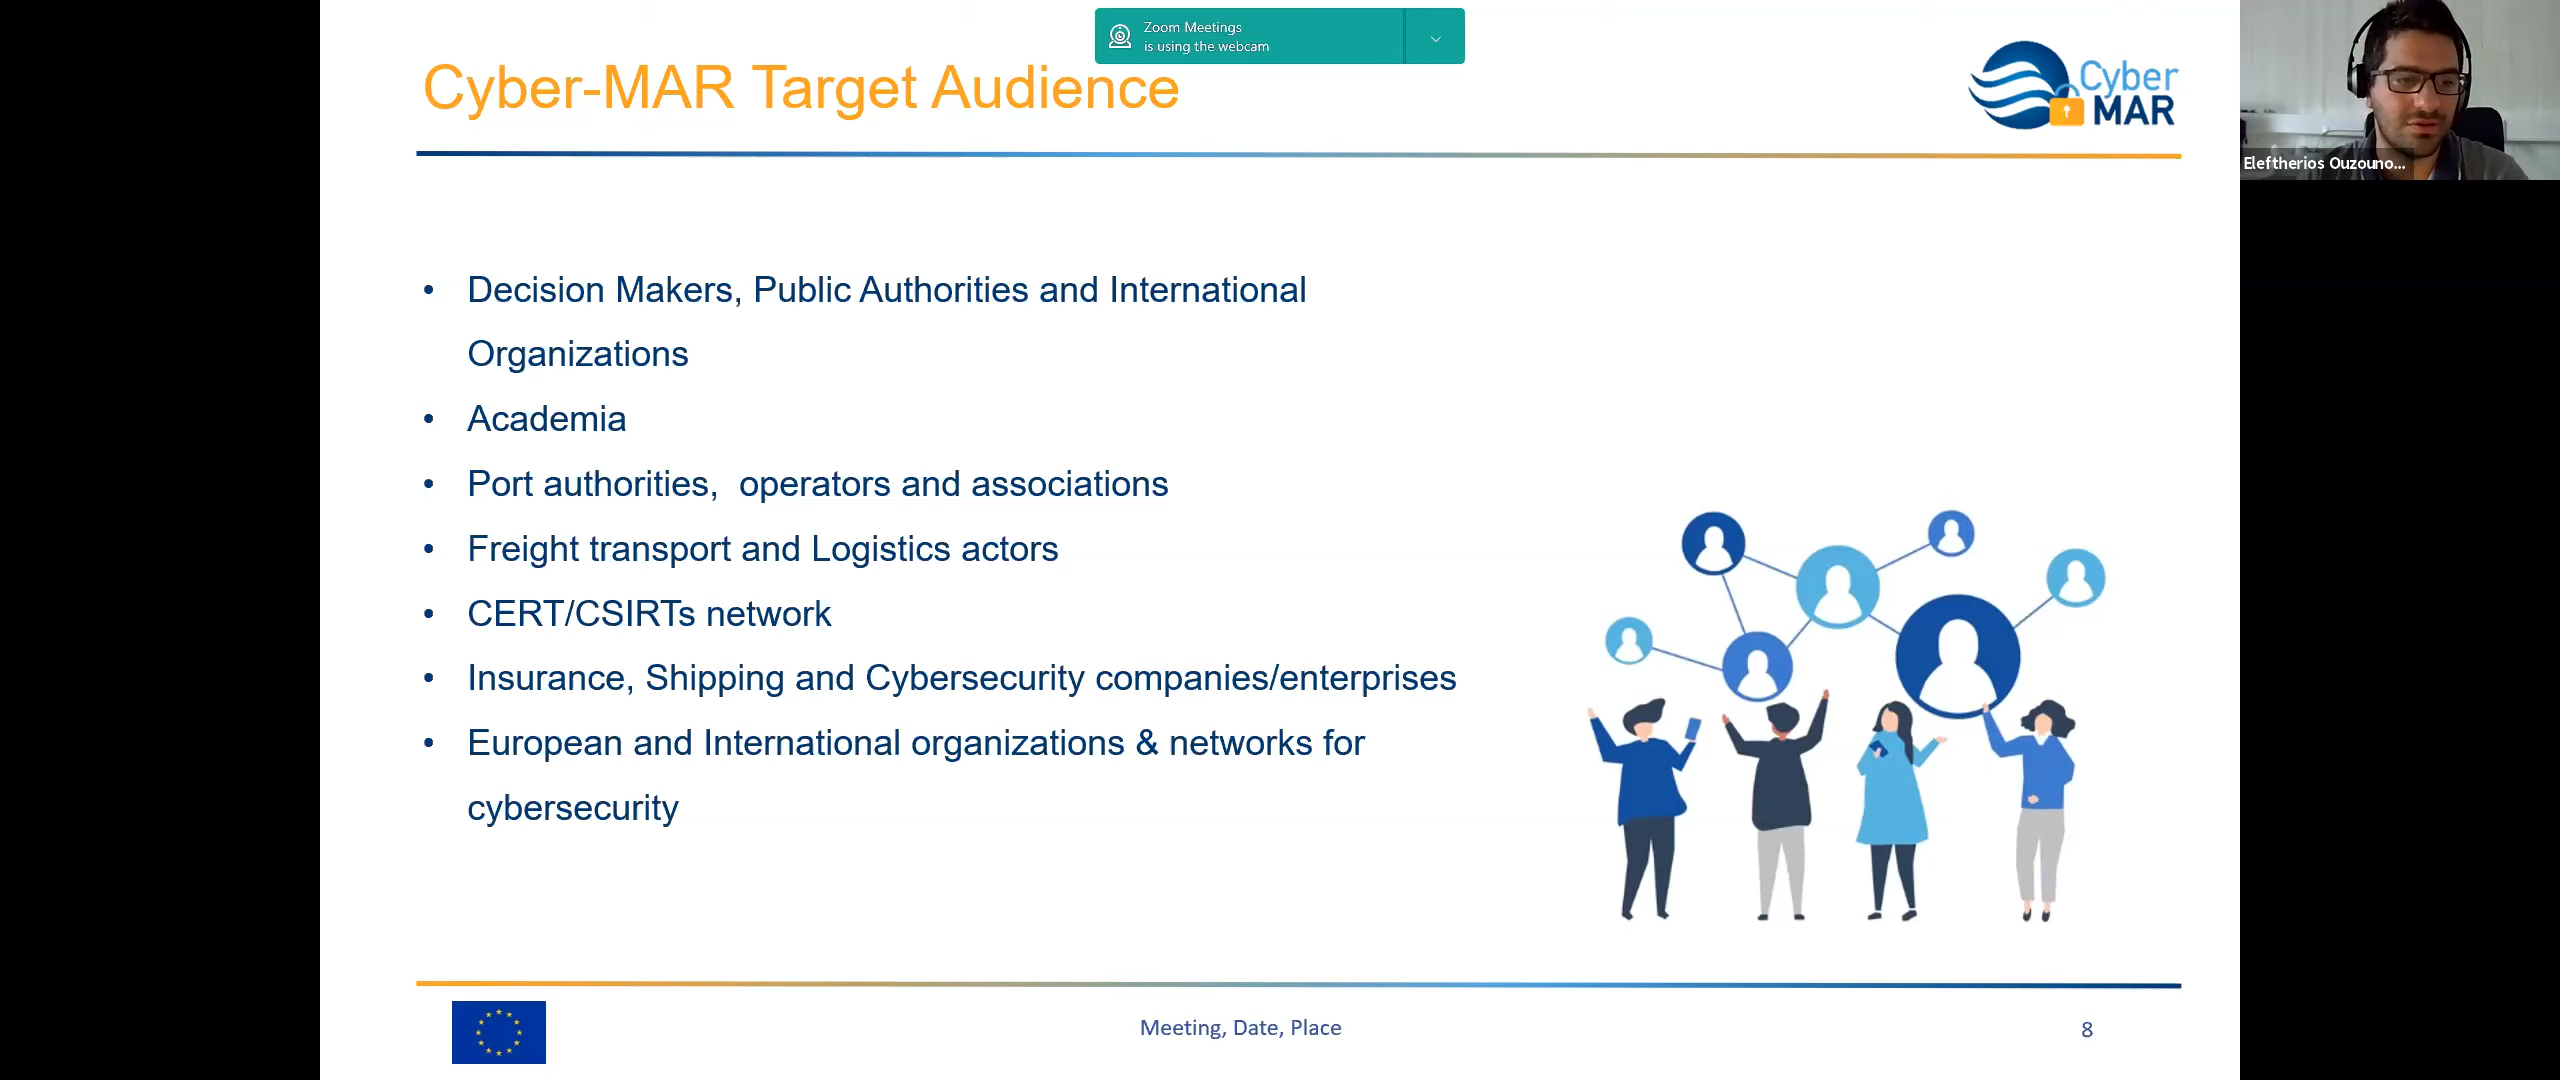 Zoom Meetings
is using the webcam
Cyber-MAR Target Audience
Cyber
MAR
Eleftherios Ouzouno...
• Decision Makers, Public Authorities and International
Organizations
• Academia
• Port authorities,  operators and associations
• Freight transport and Logistics actors
• CERT/CSIRTs network
• Insurance, Shipping and Cybersecurity companies/enterprises
• European and International organizations & networks for
cybersecurity
Meeting, Date, Place
8